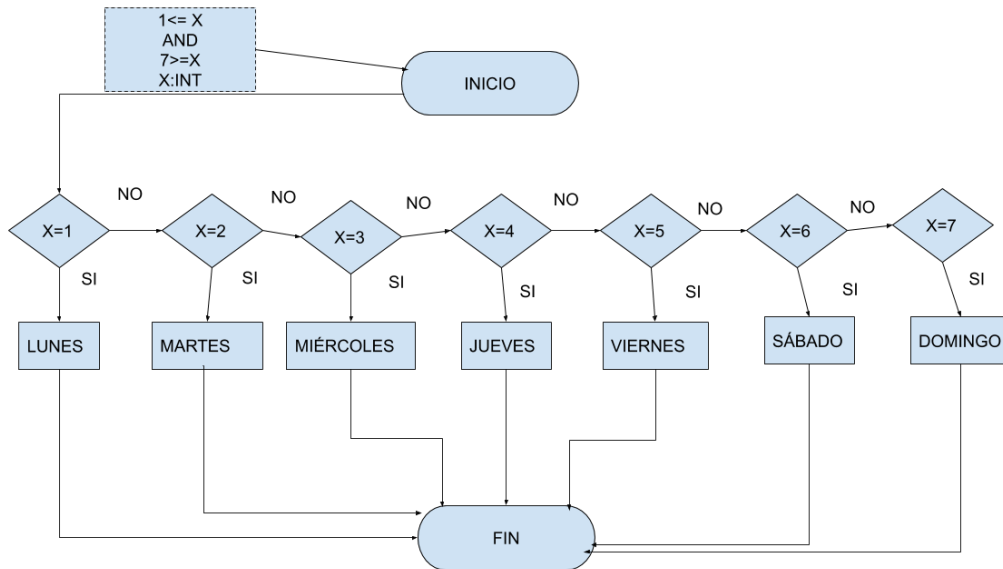 1<= X
AND
7>=X
X:INT
INICIO
NO
NO
NO
NO
NO
NO
X=1
X=2
X=3
X=4
X=5
X=6
X=7
SI
SI
SI
SI
SI
SI
SI
LUNES
MARTES
MIÉRCOLES
JUEVES
VIERNES
SÁBADO
DOMINGO
FIN